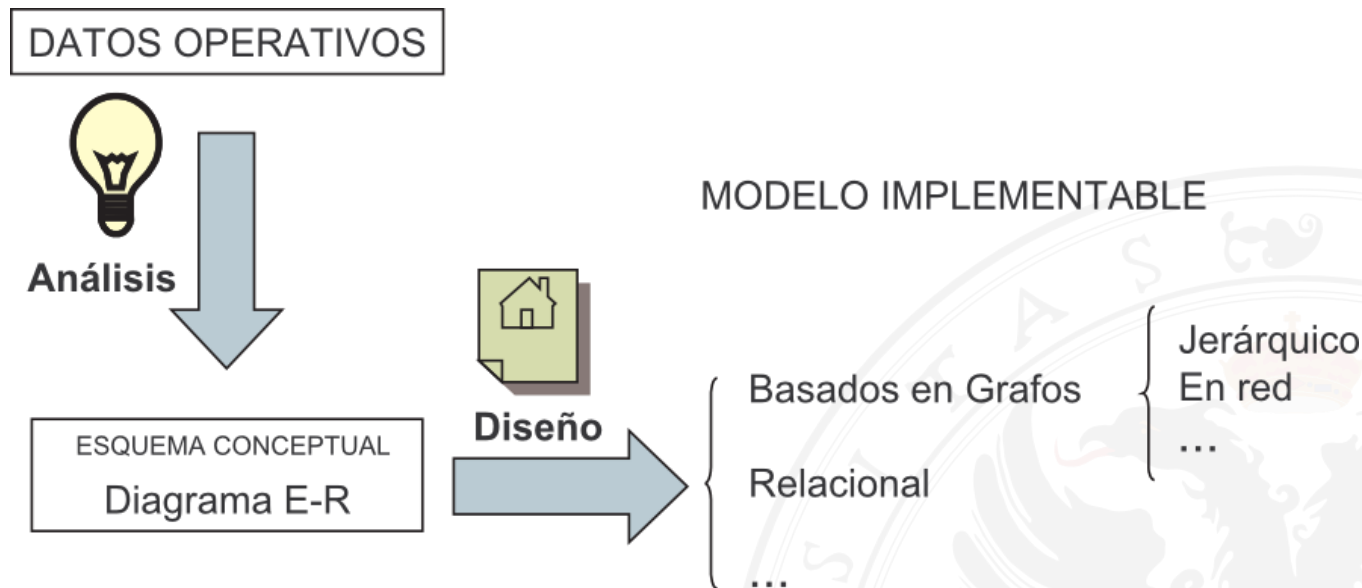 DATOS OPERATIVOS
Análisis
ESQUEMA CONCEPTUAL
Diagrama E-R
Diseño
MODELO IMPLEMENTABLE
Basados en Grafos
Jerárquico
En red
...
Relacional
...
S I T A S